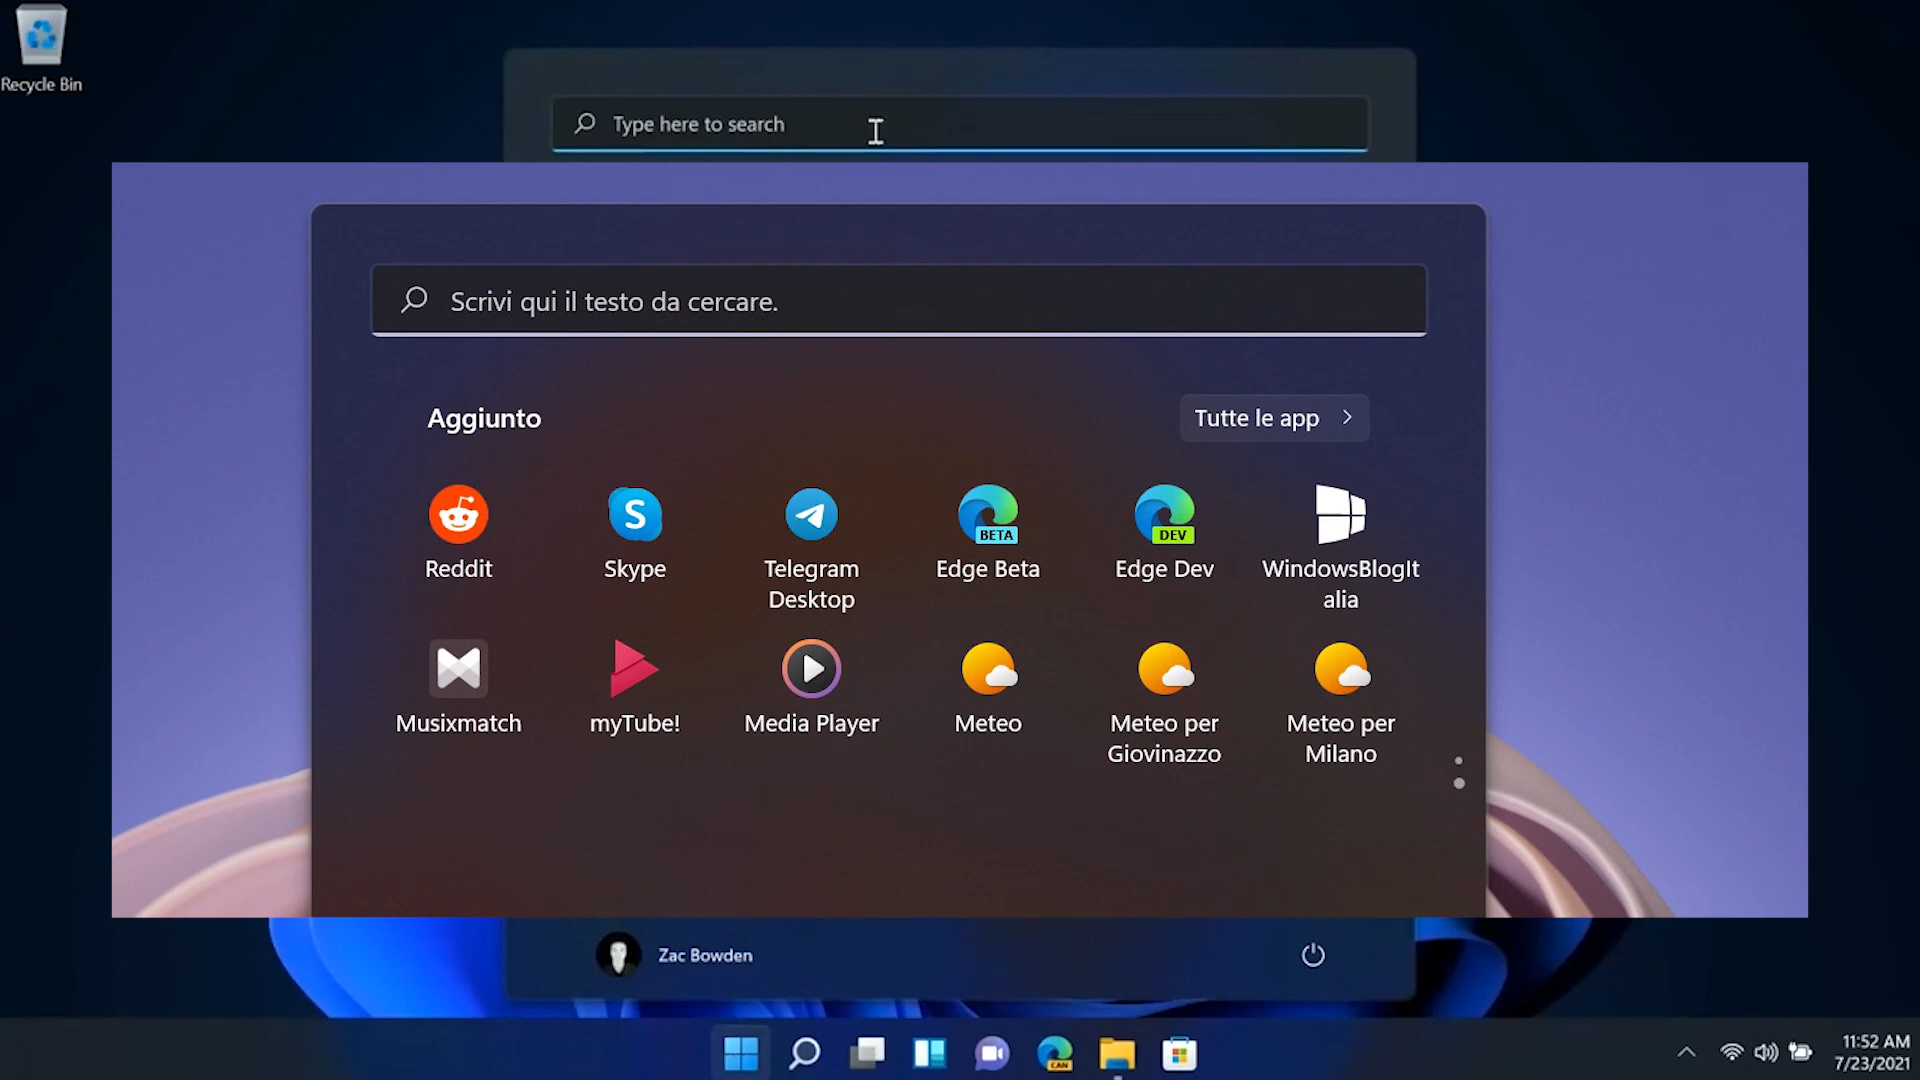 Recycle Bin
Type here to search
Scrivi qui il testo da cercare.
Aggiunto
Tutte le app
Reddit
S
Skype
Telegram
Desktop
BETA
Edge Beta
DEV
Edge Dev
WindowsBlogIt
alia
Musixmatch
myTube!
Media Player
Meteo
Meteo per
Giovinazzo
Meteo per
Milano
Zac Bowden
CAN
11:52 AM
7/23/2021